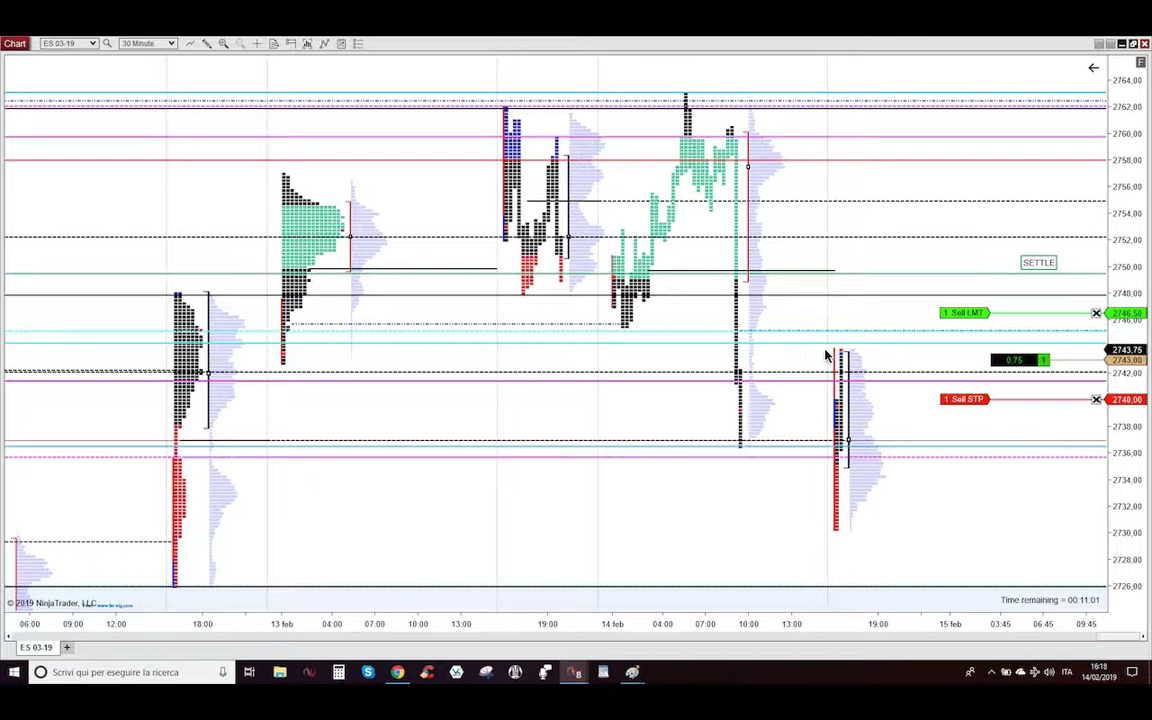 Chart ES 03-19 30 Minute
F
2764,00
2762,00
2760,00
2758,00
2756,00
2754,00
2752,00
SETTLE
2750,00
2748,00
1 Sell LMT 2746,50
2746,00
2743,75
0.75 1 2743,00
2742,00
1 Sell STP 2740,00
2738,00
2736,00
2734,00
2732,00
2730,00
2728,00
2726,00
© 2019 NinjaTrader, LLC
Time remaining = 00:11:01
06:00 09:00 12:00 18:00 13 feb 04:00 07:00 10:00 13:00 19:00 14 feb 04:00 07:00 10:00 13:00 19:00 15 feb 03:45 06:45 09:45
ES 03-19
Scrivi qui per eseguire la ricerca
8
ITA
16:18
14/02/2019